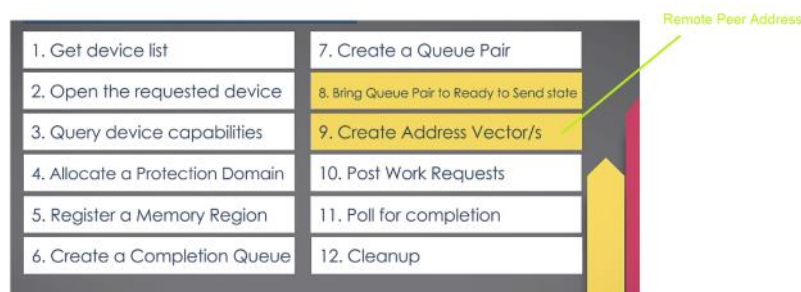 Remote Peer Address
1. Get device list
2. Open the requested device
3. Query device capabilities
4. Allocate a Protection Domain
5. Register a Memory Region
6. Create a Completion Queue
7. Create a Queue Pair
8. Bring Queue Pair to Ready to Send state
9. Create Address Vector/s
10. Post Work Requests
11. Poll for completion
12. Cleanup